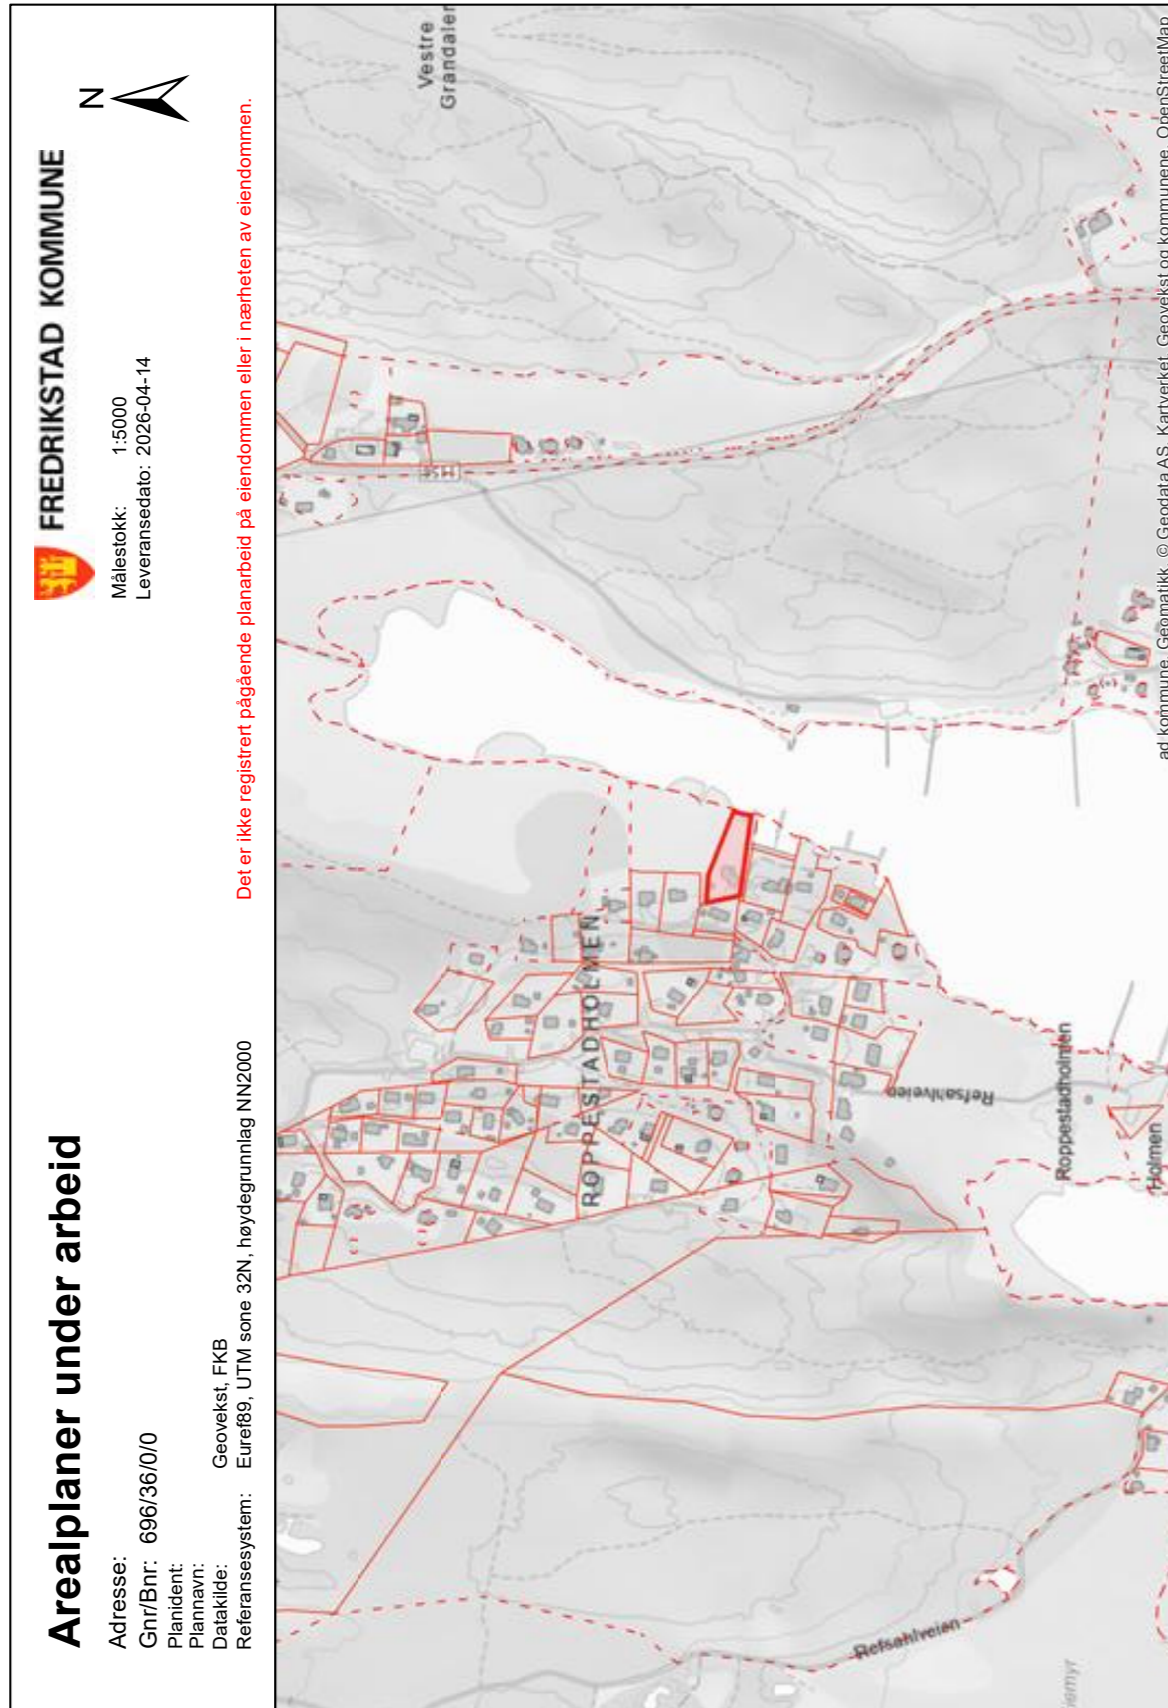 Arealplaner under arbeid
FREDRIKSTAD KOMMUNE
N
Adresse:
Gnr/Bnr: 696/36/0/0
Planident:
Plannavn:
Datakilde: Geovekst, FKB
Referansesystem: Euref89, UTM sone 32N, høydegrunnlag NN2000
Målestokk: 1:5000
Leveransedato: 2026-04-14
Det er ikke registrert pågående planarbeid på eiendommen eller i nærheten av eiendommen.
Vestre
Grandalen
ROPPESTADHOLMEN
Refsahlveien
Roppestadholmen
Holmen
Refsahlveien
ad kommune, Geomatikk, © Geodata AS, Kartverket, Geovekst og kommunene, OpenStreetMap